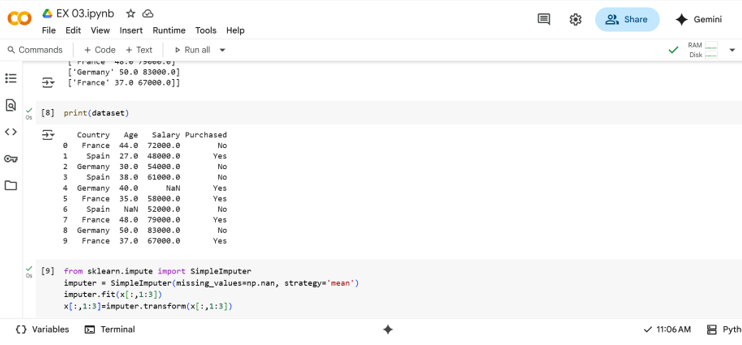 EX 03.ipynb
File Edit View Insert Runtime Tools Help
Share
Gemini
Commands + Code + Text Run all
RAM
Disk
[ 'France' 48.0 79000.0]
['Germany' 50.0 83000.0]
['France' 37.0 67000.0]]
[8] print(dataset)
0s
Country Age Salary Purchased
0 France 44.0 72000.0 No
1 Spain 27.0 48000.0 Yes
2 Germany 30.0 54000.0 No
3 Spain 38.0 61000.0 No
4 Germany 40.0 NaN Yes
5 France 35.0 58000.0 Yes
6 Spain NaN 52000.0 No
7 France 48.0 79000.0 Yes
8 Germany 50.0 83000.0 No
9 France 37.0 67000.0 Yes
[9] from sklearn.impute import SimpleImputer
0s
imputer = SimpleImputer(missing_values=np.nan, strategy='mean')
imputer.fit(x[:,1:3])
x[:,1:3]=imputer.transform(x[:,1:3])
Variables Terminal
11:06 AM
Pyth